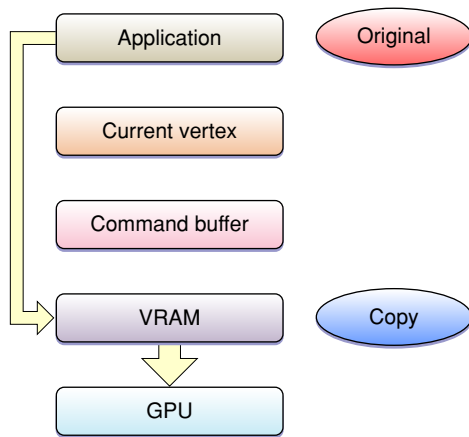 Application
Original
Current vertex
Command buffer
VRAM
Copy
GPU